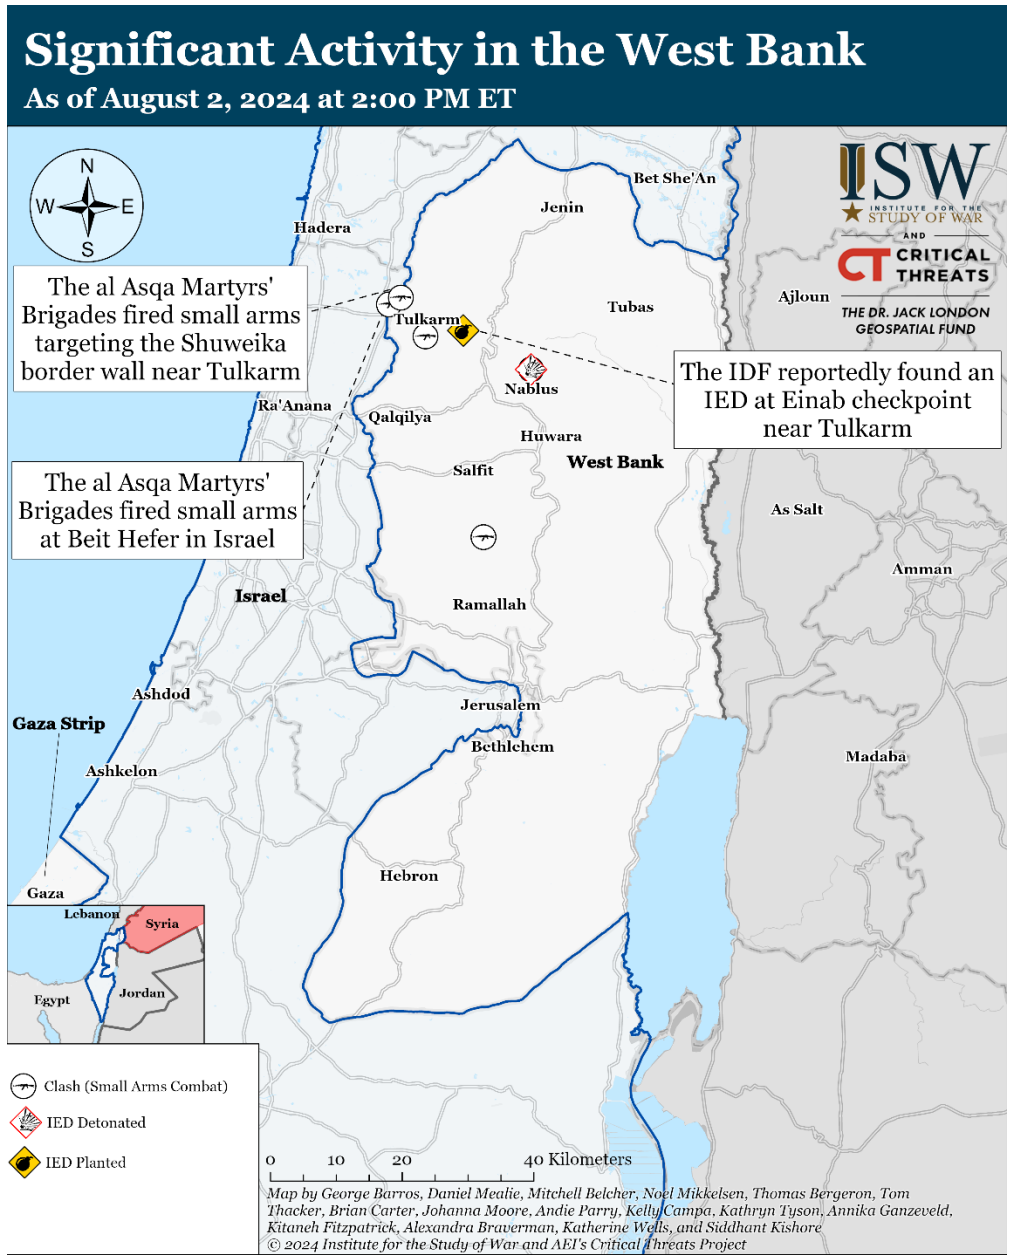 Significant Activity in the West Bank
As of August 2, 2024 at 2:00 PM ET
N
W
E
S
ISW
INSTITUTE FOR THE
STUDY OF WAR
AND
CT CRITICAL
THREATS
THE DR. JACK LONDON
GEOSPATIAL FUND
Bet She'An
Jenin
Hadera
The al Asqa Martyrs'
Brigades fired small arms
targeting the Shuweika
border wall near Tulkarm
Ajloun
Tubas
Tulkarm
The IDF reportedly found an
IED at Einab checkpoint
near Tulkarm
Nablus
Ra'Anana
Qalqilya
Huwara
West Bank
Salfit
The al Asqa Martyrs'
Brigades fired small arms
at Beit Hefer in Israel
As Salt
Amman
Israel
Ramallah
Ashdod
Jerusalem
Gaza Strip
Bethlehem
Madaba
Ashkelon
Hebron
Gaza
Lebanon
Syria
Egypt
Jordan
Clash (Small Arms Combat)
IED Detonated
IED Planted
0 10 20 40 Kilometers
Map by George Barros, Daniel Mealie, Mitchell Belcher, Noel Mikkelsen, Thomas Bergeron, Tom
Thacker, Brian Carter, Johanna Moore, Andie Parry, Kelly Campa, Kathryn Tyson, Annika Ganzeveld,
Kitaneh Fitzpatrick, Alexandra Braverman, Katherine Wells, and Siddhant Kishore
© 2024 Institute for the Study of War and AEI's Critical Threats Project